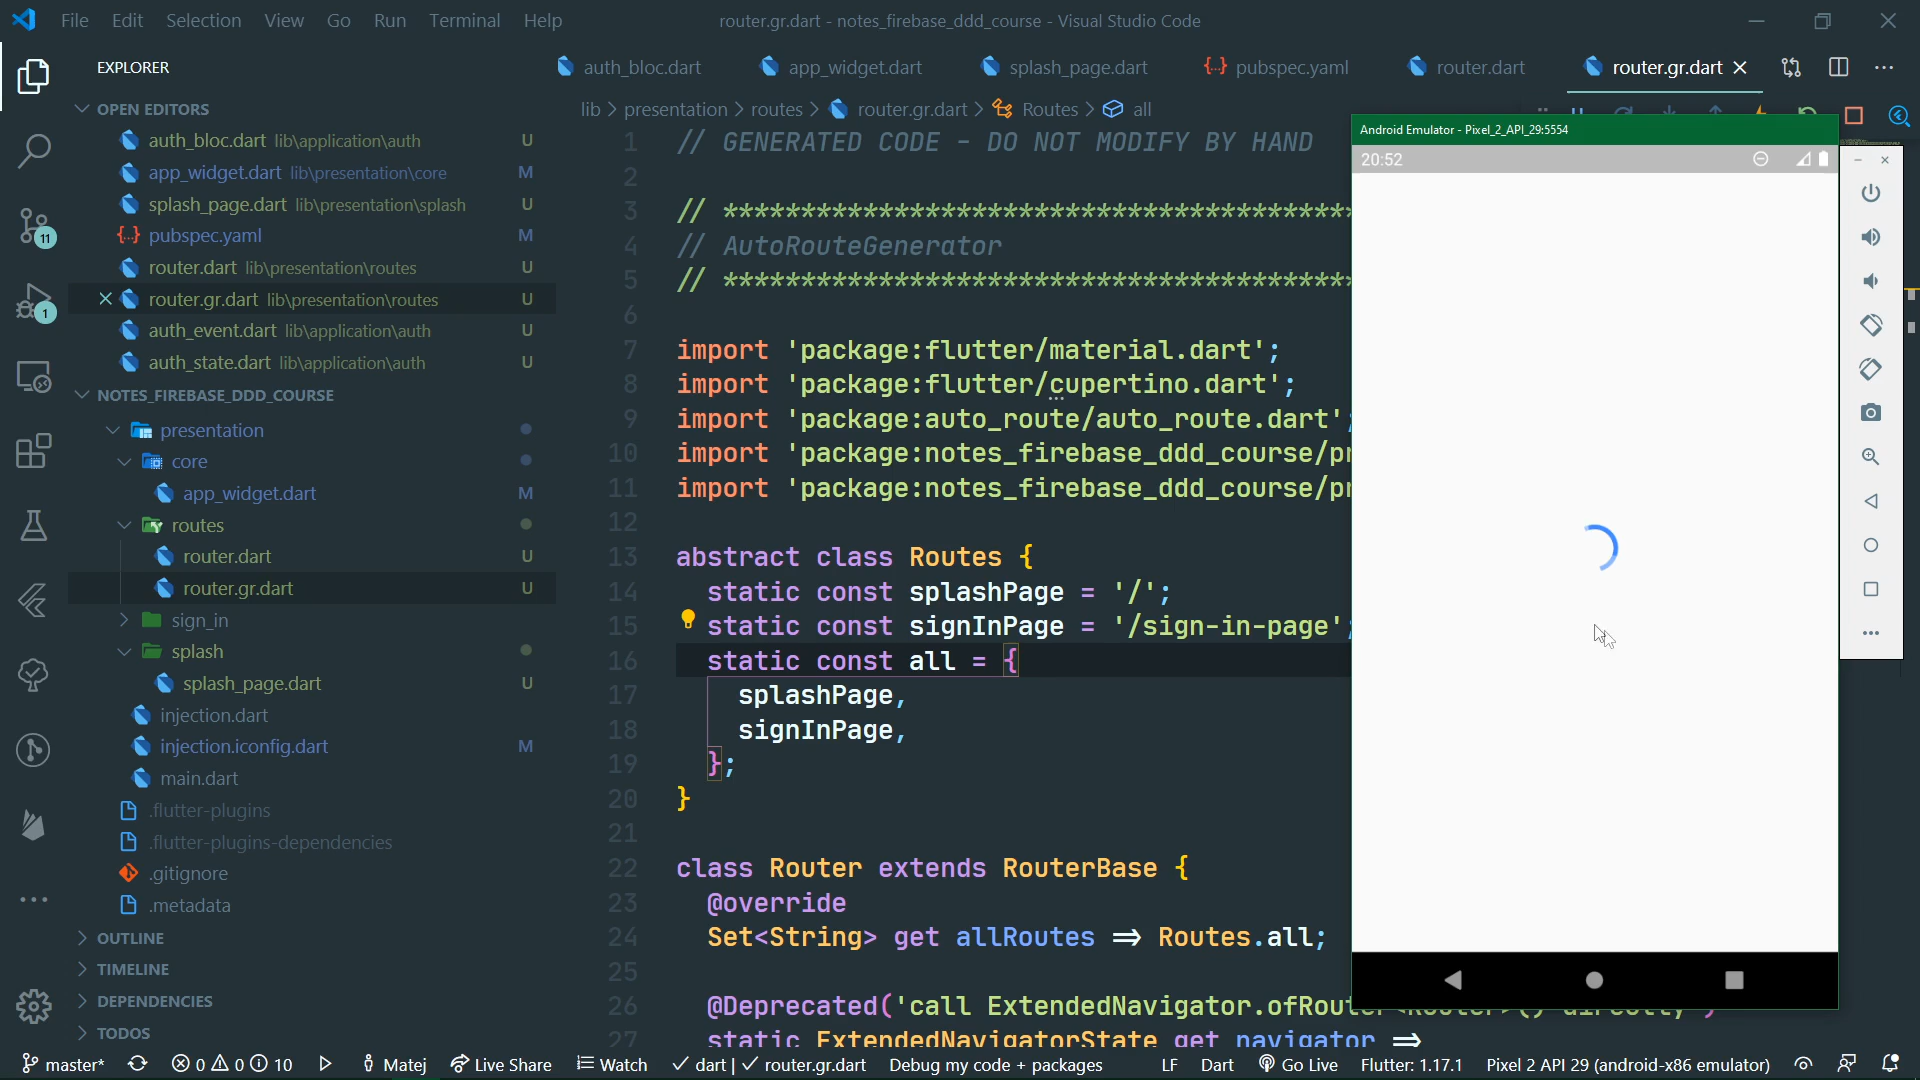 File Edit Selection View Go Run Terminal Help
router.gr.dart - notes_firebase_ddd_course - Visual Studio Code
EXPLORER
auth_bloc.dart
app_widget.dart
splash_page.dart
{··} pubspec.yaml
router.dart
router.gr.dart
OPEN EDITORS
auth_bloc.dart lib\application\auth U
app_widget.dart lib\presentation\core M
splash_page.dart lib\presentation\splash U
{··} pubspec.yaml M
router.dart lib\presentation\routes U
router.gr.dart lib\presentation\routes U
auth_event.dart lib\application\auth U
auth_state.dart lib\application\auth U
NOTES_FIREBASE_DDD_COURSE
presentation
core
app_widget.dart M
routes
router.dart U
router.gr.dart U
sign_in
splash
splash_page.dart U
injection.dart
injection.iconfig.dart M
main.dart
.flutter-plugins
.flutter-plugins-dependencies
.gitignore
.metadata
OUTLINE
TIMELINE
DEPENDENCIES
TODOS
11
1
lib > presentation > routes > router.gr.dart > Routes > all
1 // GENERATED CODE - DO NOT MODIFY BY HAND
2
3 // *****************************************
4 // AutoRouteGenerator
5 // *****************************************
6
7 import 'package:flutter/material.dart';
8 import 'package:flutter/cupertino.dart';
9 import 'package:auto_route/auto_route.dart';
10 import 'package:notes_firebase_ddd_course/pr
11 import 'package:notes_firebase_ddd_course/pr
12
13 abstract class Routes {
14 static const splashPage = '/';
15 static const signInPage = '/sign-in-page';
16 static const all = {
17 splashPage,
18 signInPage,
19 };
20 }
21
22 class Router extends RouterBase {
23 @override
24 Set<String> get allRoutes => Routes.all;
25
26 @Deprecated('call ExtendedNavigator.ofRouter<Router>() directly')
27 static ExtendedNavigatorState get navigator =>
Android Emulator - Pixel_2_API_29:5554
20:52
master* 0 0 10 Matej Live Share Watch dart | router.gr.dart Debug my code + packages LF Dart Go Live Flutter: 1.17.1 Pixel 2 API 29 (android-x86 emulator)